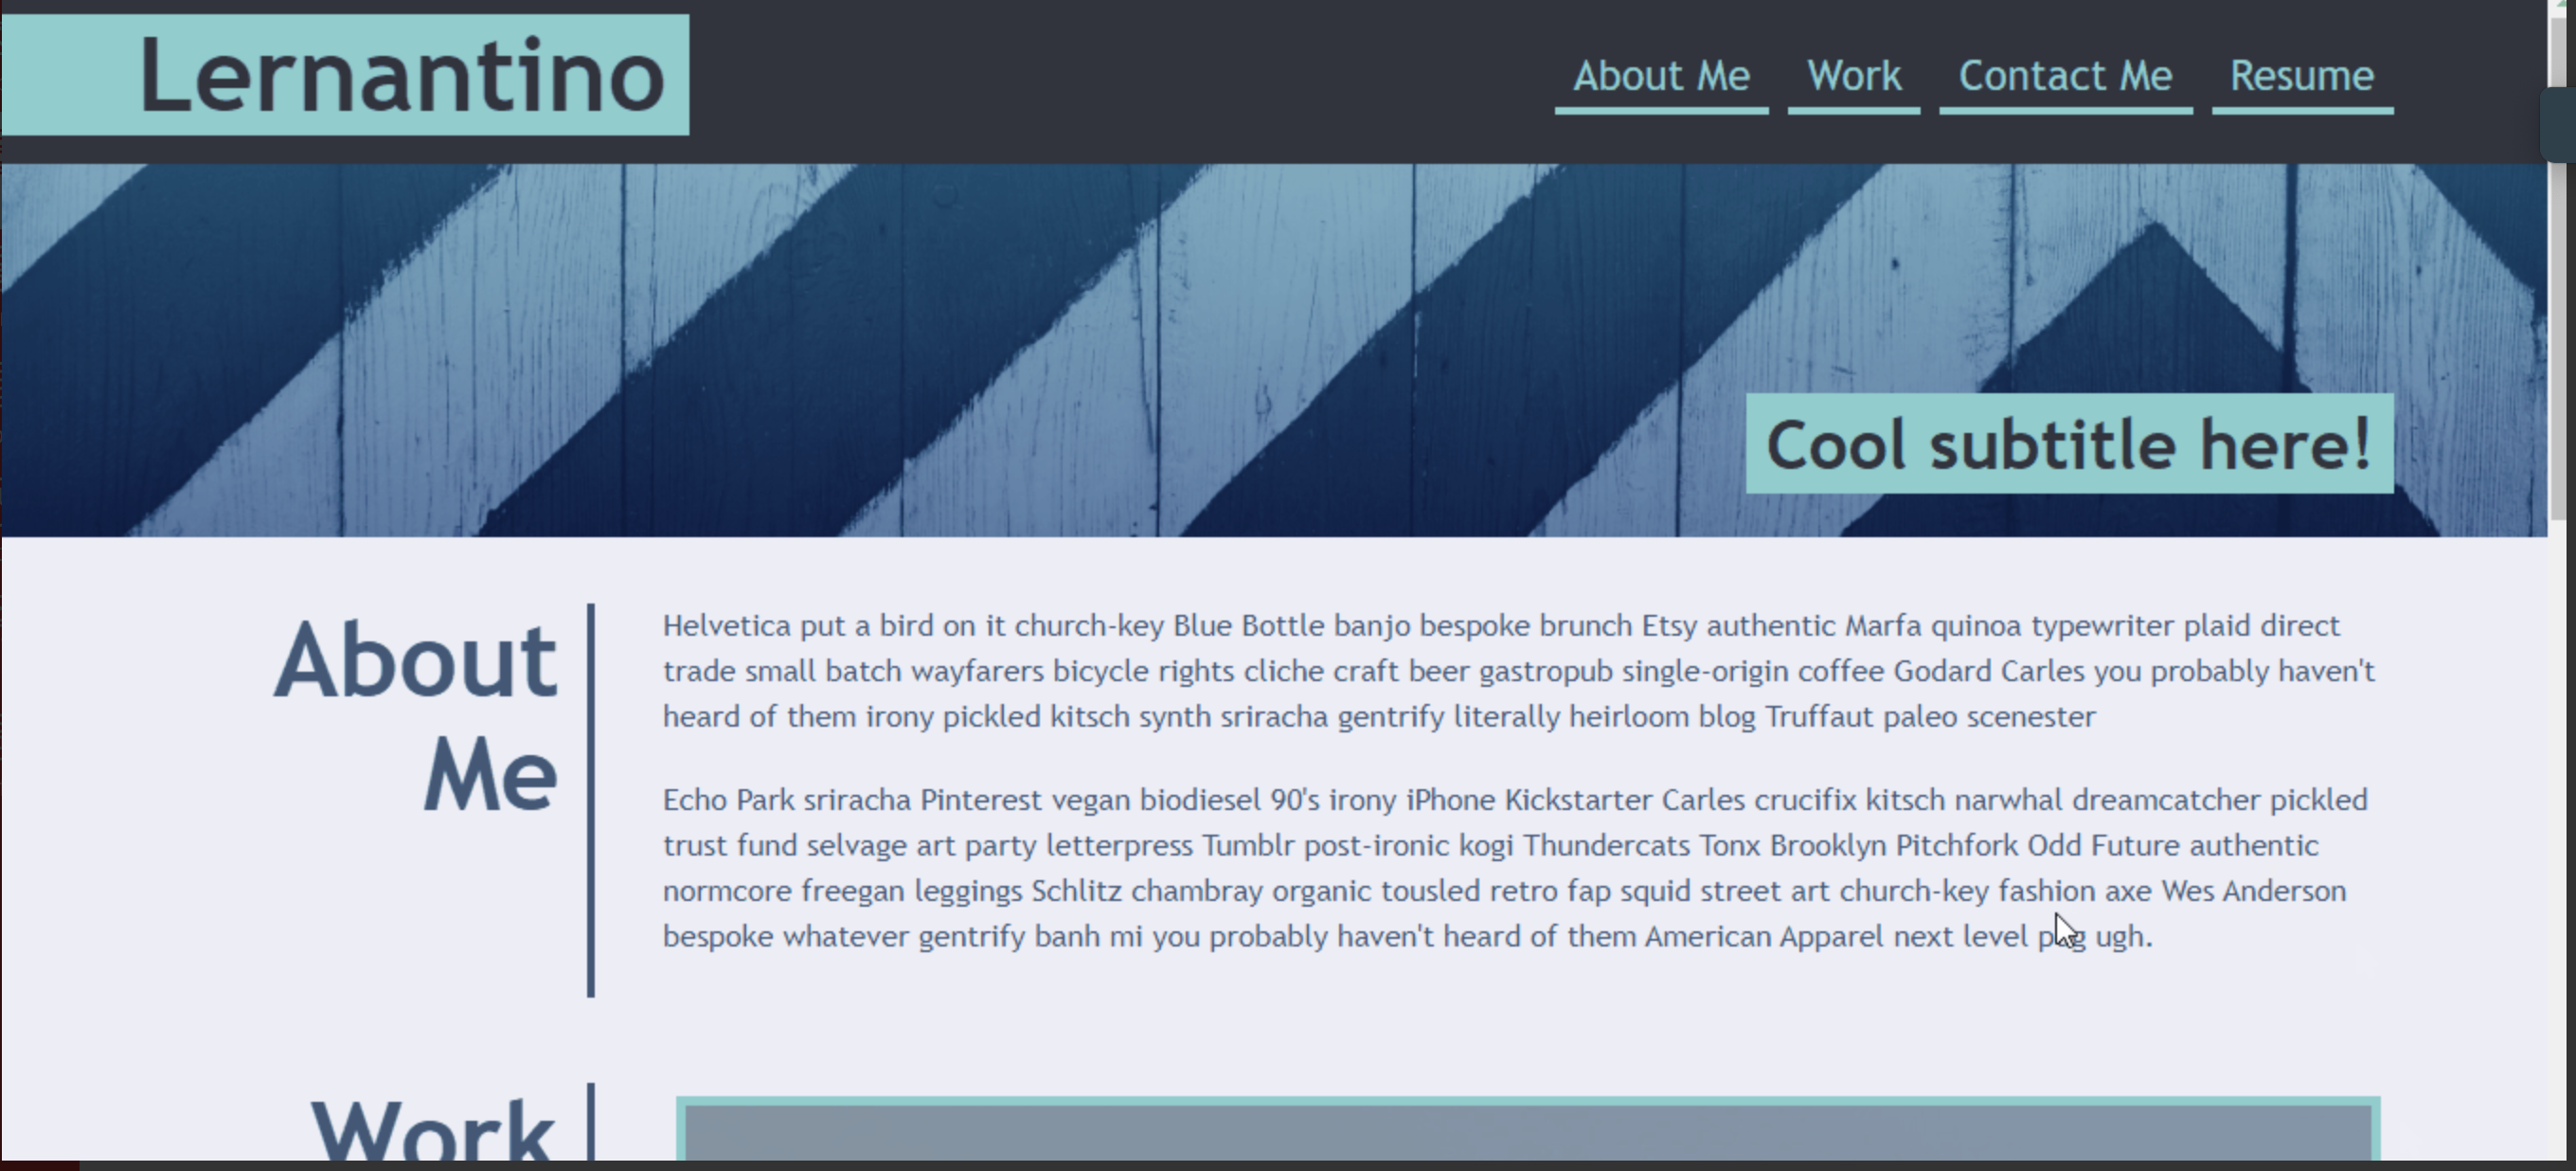 Lernantino
About Me
Work
Contact Me
Resume
Cool subtitle here!
About
Me
Helvetica put a bird on it church-key Blue Bottle banjo bespoke brunch Etsy authentic Marfa quinoa typewriter plaid direct
trade small batch wayfarers bicycle rights cliche craft beer gastropub single-origin coffee Godard Carles you probably haven't
heard of them irony pickled kitsch synth sriracha gentrify literally heirloom blog Truffaut paleo scenester
Echo Park sriracha Pinterest vegan biodiesel 90's irony iPhone Kickstarter Carles crucifix kitsch narwhal dreamcatcher pickled
trust fund selvage art party letterpress Tumblr post-ironic kogi Thundercats Tonx Brooklyn Pitchfork Odd Future authentic
normcore freegan leggings Schlitz chambray organic tousled retro fap squid street art church-key fashion axe Wes Anderson
bespoke whatever gentrify banh mi you probably haven't heard of them American Apparel next level ugh.
Work